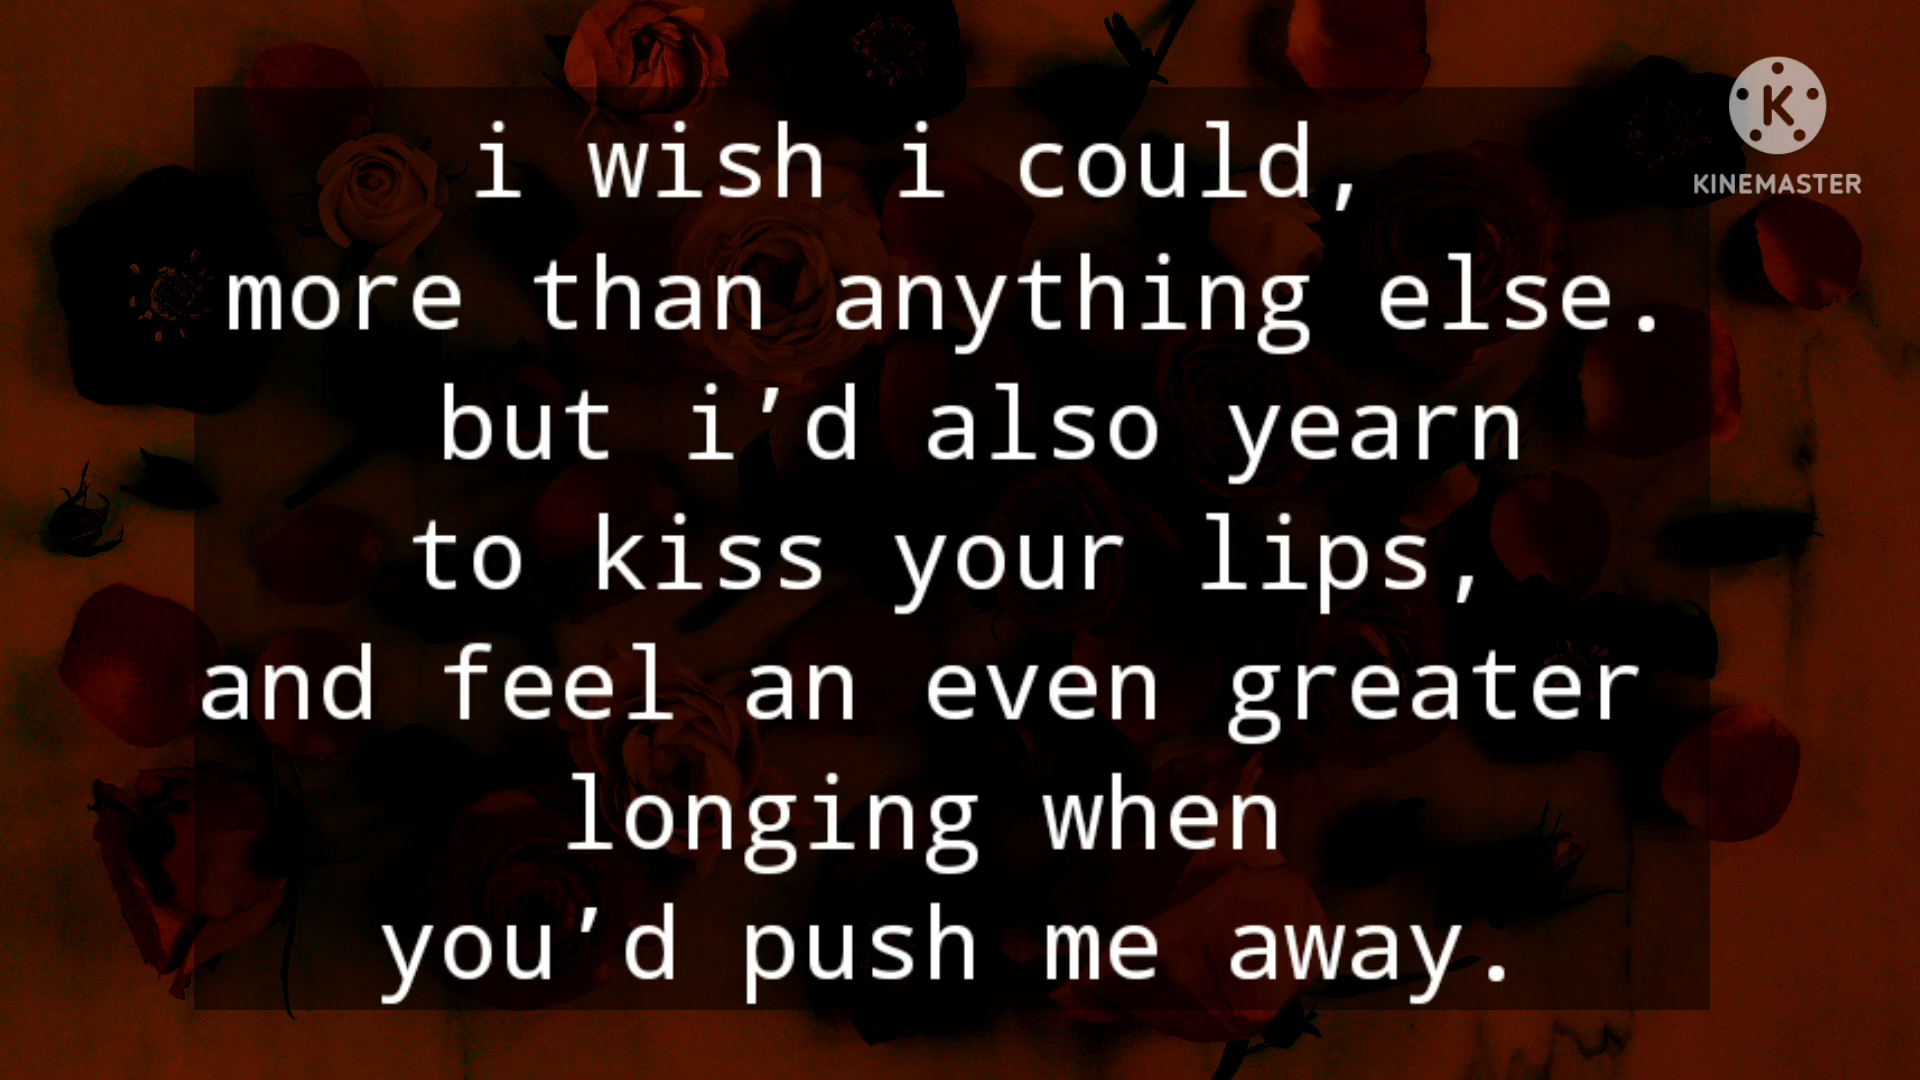 i wish i could,
more than anything else.
but i’d also yearn
to kiss your lips,
and feel an even greater
longing when
you’d push me away.
K
KINEMASTER